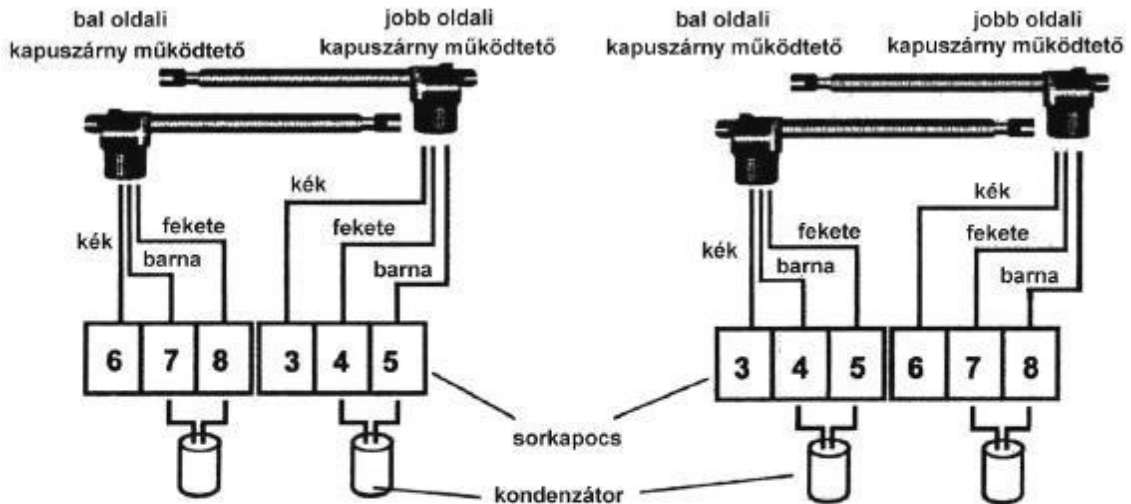 bal oldali
kapuszárny működtető
jobb oldali
kapuszárny működtető
kék
barna
fekete
kék
fekete
barna
6 7 8
3 4 5
bal oldali
kapuszárny működtető
jobb oldali
kapuszárny működtető
kék
barna
fekete
kék
fekete
barna
3 4 5
6 7 8
sorkapocs
kondenzátor